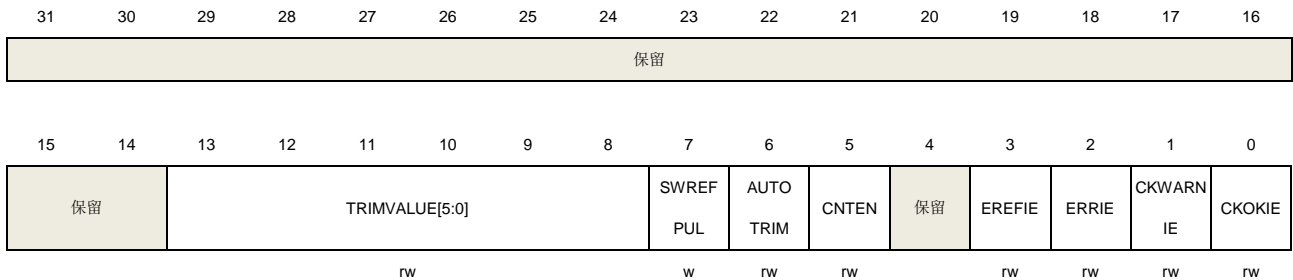 31 30 29 28 27 26 25 24 23 22 21 20 19 18 17 16
保留
15 14 13 12 11 10 9 8 7 6 5 4 3 2 1 0
保留 TRIMVALUE[5:0] SWREF PUL AUTO TRIM CNTEN 保留 EREFIE ERRIE CKWARN IE CKOKIE
rw w rw rw rw rw rw rw